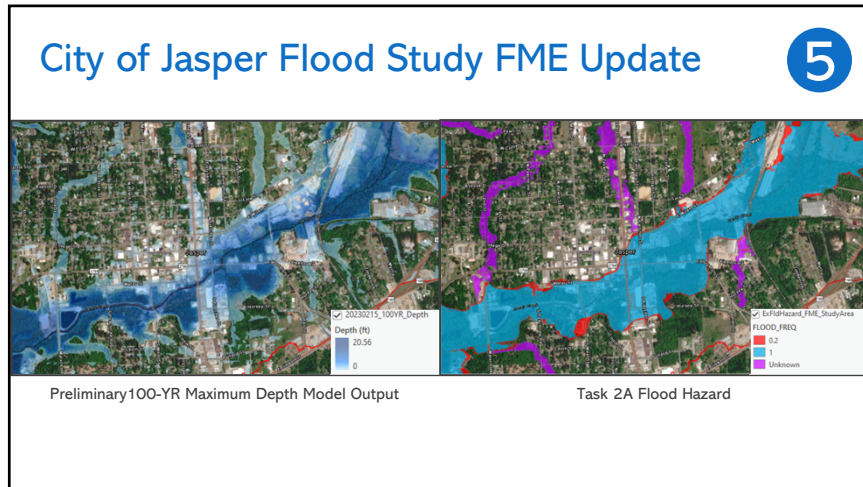 City of Jasper Flood Study FME Update
5
Jasper
20230215_100YR_Depth
Depth (ft)
20.56
0
Preliminary100-YR Maximum Depth Model Output
Jasper
ExFldHazard_FME_StudyArea
FLOOD_FREQ
0.2
1
Unknown
Task 2A Flood Hazard